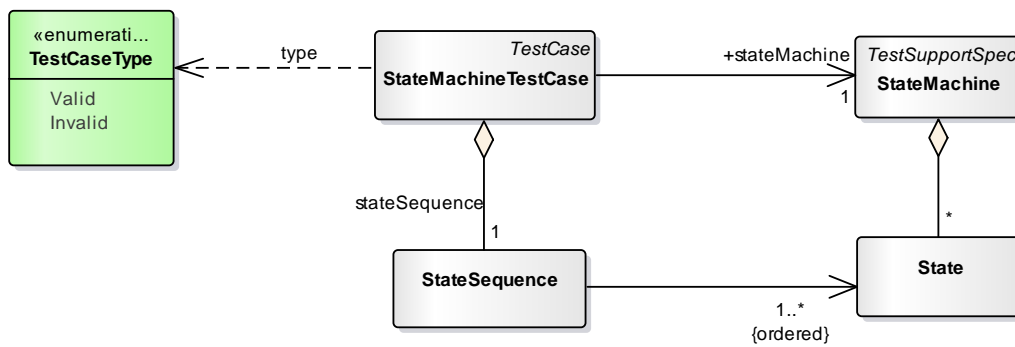 «enumerati...
TestCaseType
Valid
Invalid
type
TestCase
StateMachineTestCase
+stateMachine
1
TestSupportSpec
StateMachine
stateSequence
1
*
StateSequence
State
1..*
{ordered}